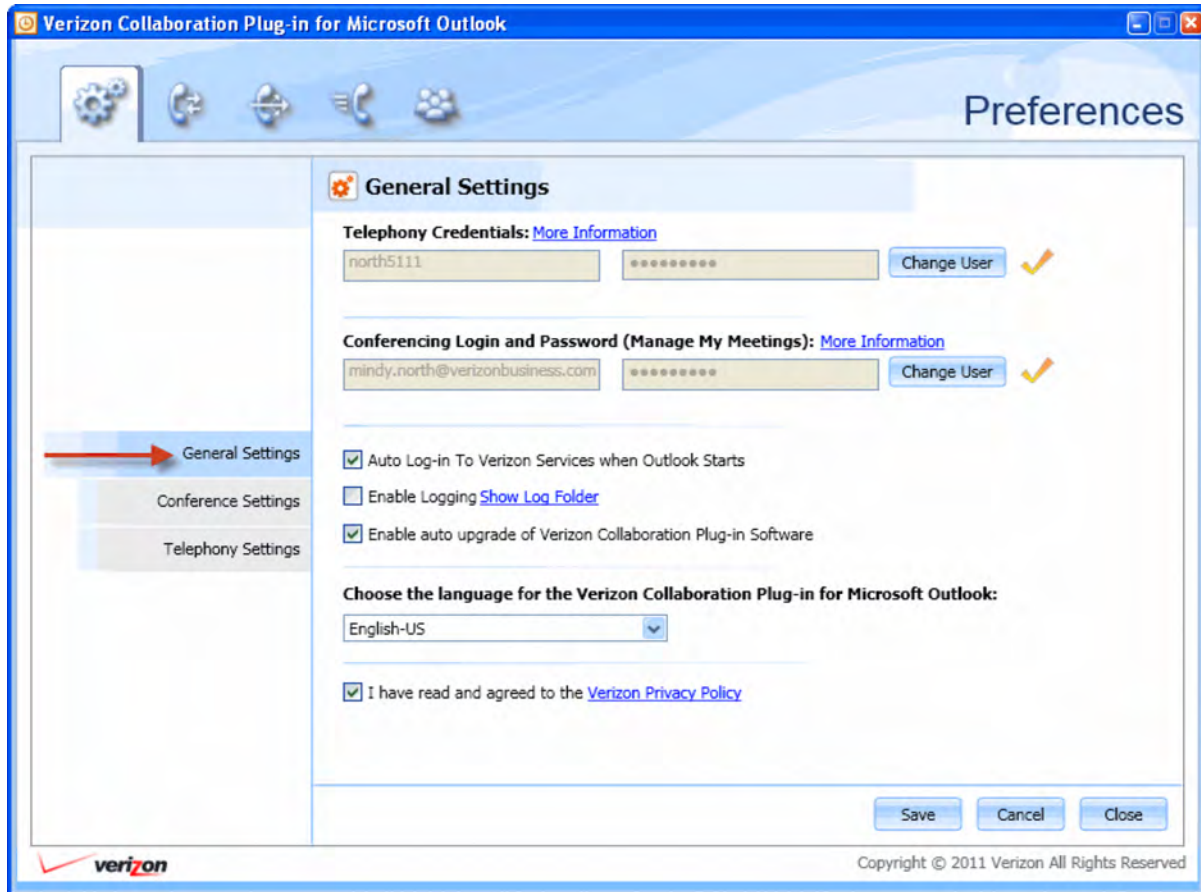 Verizon Collaboration Plug-in for Microsoft Outlook
Preferences
General Settings
Telephony Credentials: More Information
north5111 ●●●●●●●●● Change User
Conferencing Login and Password (Manage My Meetings): More Information
mindy.north@verizonbusiness.com ●●●●●●●●● Change User
General Settings
Conference Settings
Telephony Settings
Auto Log-in To Verizon Services when Outlook Starts
Enable Logging Show Log Folder
Enable auto upgrade of Verizon Collaboration Plug-in Software
Choose the language for the Verizon Collaboration Plug-in for Microsoft Outlook:
English-US
I have read and agreed to the Verizon Privacy Policy
Save Cancel Close
verizon
Copyright © 2011 Verizon All Rights Reserved